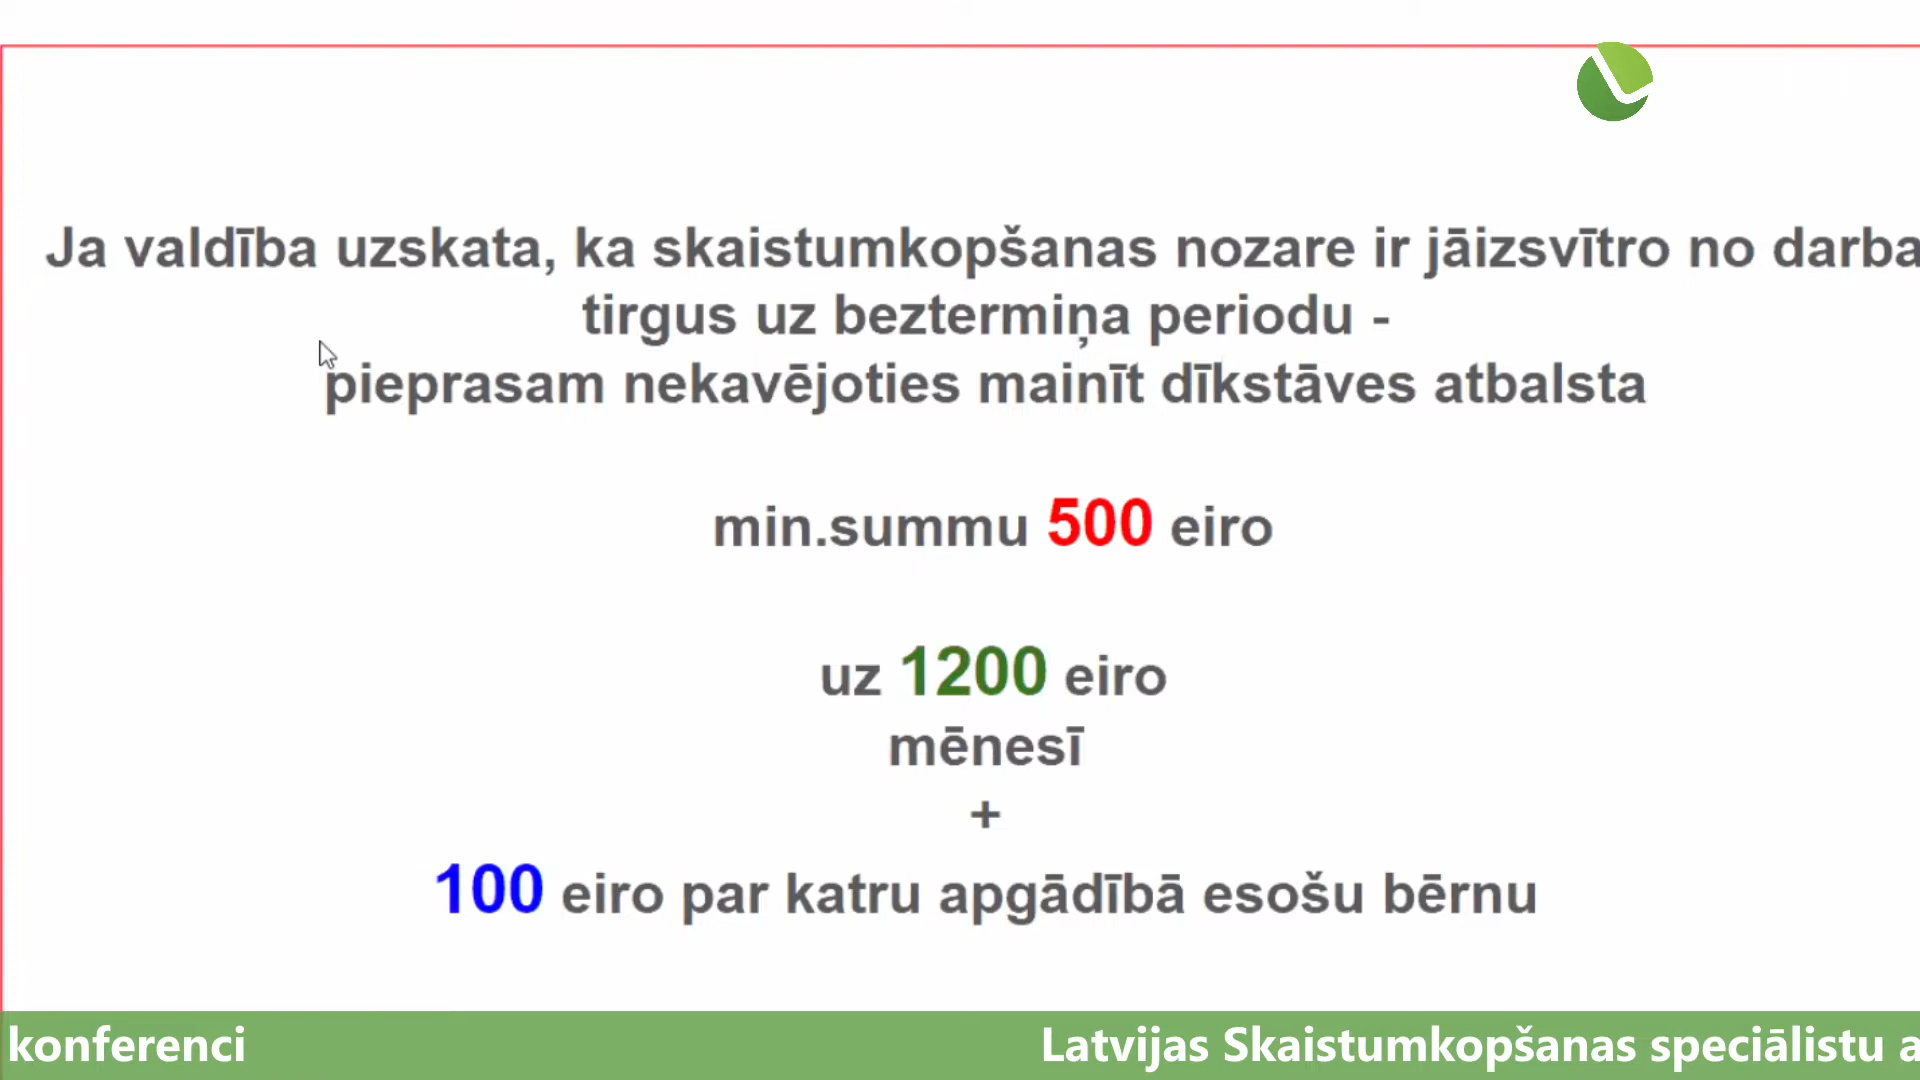 Ja valdība uzskata, ka skaistumkopšanas nozare ir jāizsvītro no darba
tirgus uz beztermiņa periodu -
pieprasam nekavējoties mainīt dīkstāves atbalsta
min.summu 500 eiro
uz 1200 eiro
mēnesī
+
100 eiro par katru apgādībā esošu bērnu
konferenci Latvijas Skaistumkopšanas speciālistu a